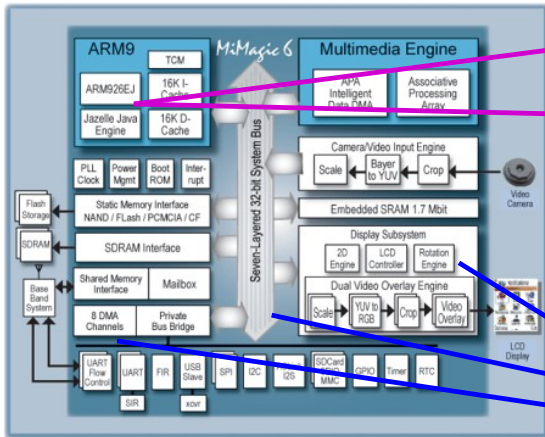 ARM9
MiMagic 6
Multimedia Engine
TCM
ARM926EJ
16K I-
Cache
Jazelle Java
Engine
16K D-
Cache
APA
Intelligent
Data DMA
Associative
Processing
Array
Seven-Layered 32-bit System Bus
PLL
Clock
Power
Mgmt
Boot
ROM
Inter-
rupt
Camera/Video Input Engine
Scale
Bayer
to YUV
Crop
Video
Camera
Flash
Storage
Static Memory Interface
NAND / FLash / PCMCIA / CF
Embedded SRAM 1.7 Mbit
SDRAM
SDRAM Interface
Display Subsystem
2D
Engine
LCD
Controller
Rotation
Engine
Base
Band
System
Shared Memory
Interface
Mailbox
Dual Video Overlay Engine
Scale
YUV to
RGB
Crop
Video
Overlay
LCD
Display
8 DMA
Channels
Private
Bus Bridge
UART
Flow
Control
UART
FIR
USB
Slave
SPI
I2C
I2S
SDCard
MMC
GPIO
Timer
RTC
SIR
xcvr